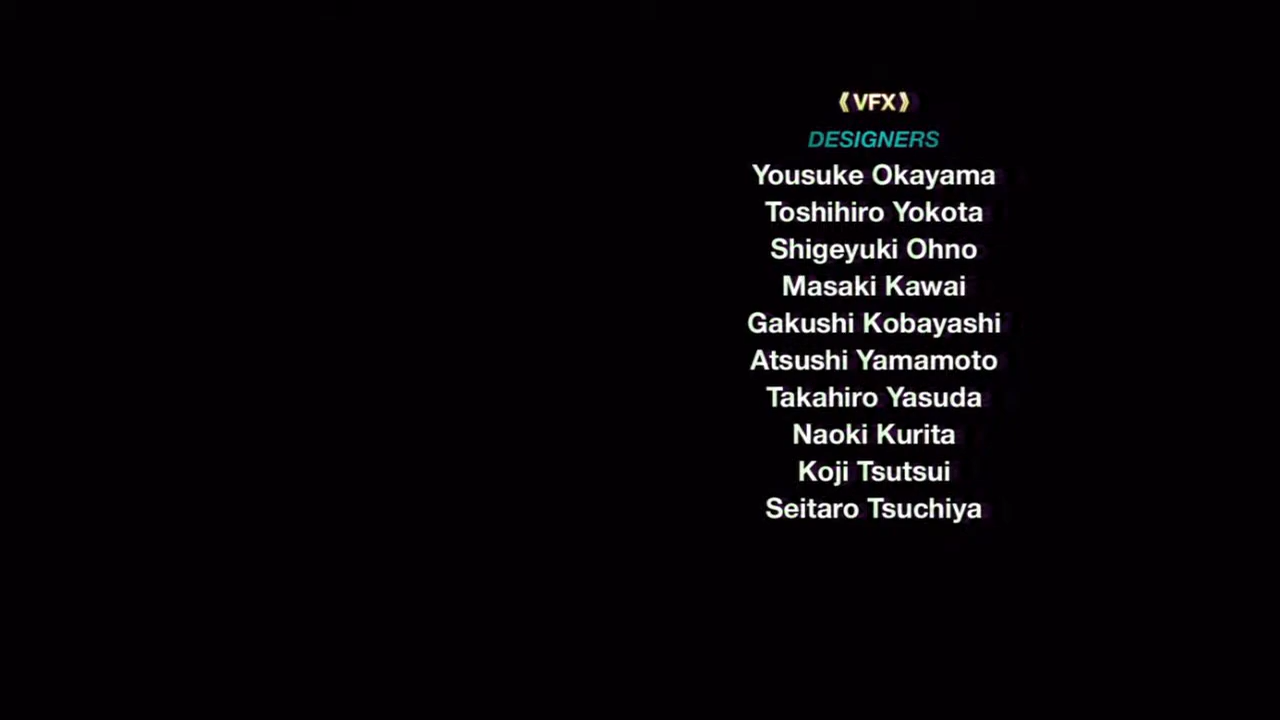 《VFX》
DESIGNERS
Yousuke Okayama
Toshihiro Yokota
Shigeyuki Ohno
Masaki Kawai
Gakushi Kobayashi
Atsushi Yamamoto
Takahiro Yasuda
Naoki Kurita
Koji Tsutsui
Seitaro Tsuchiya